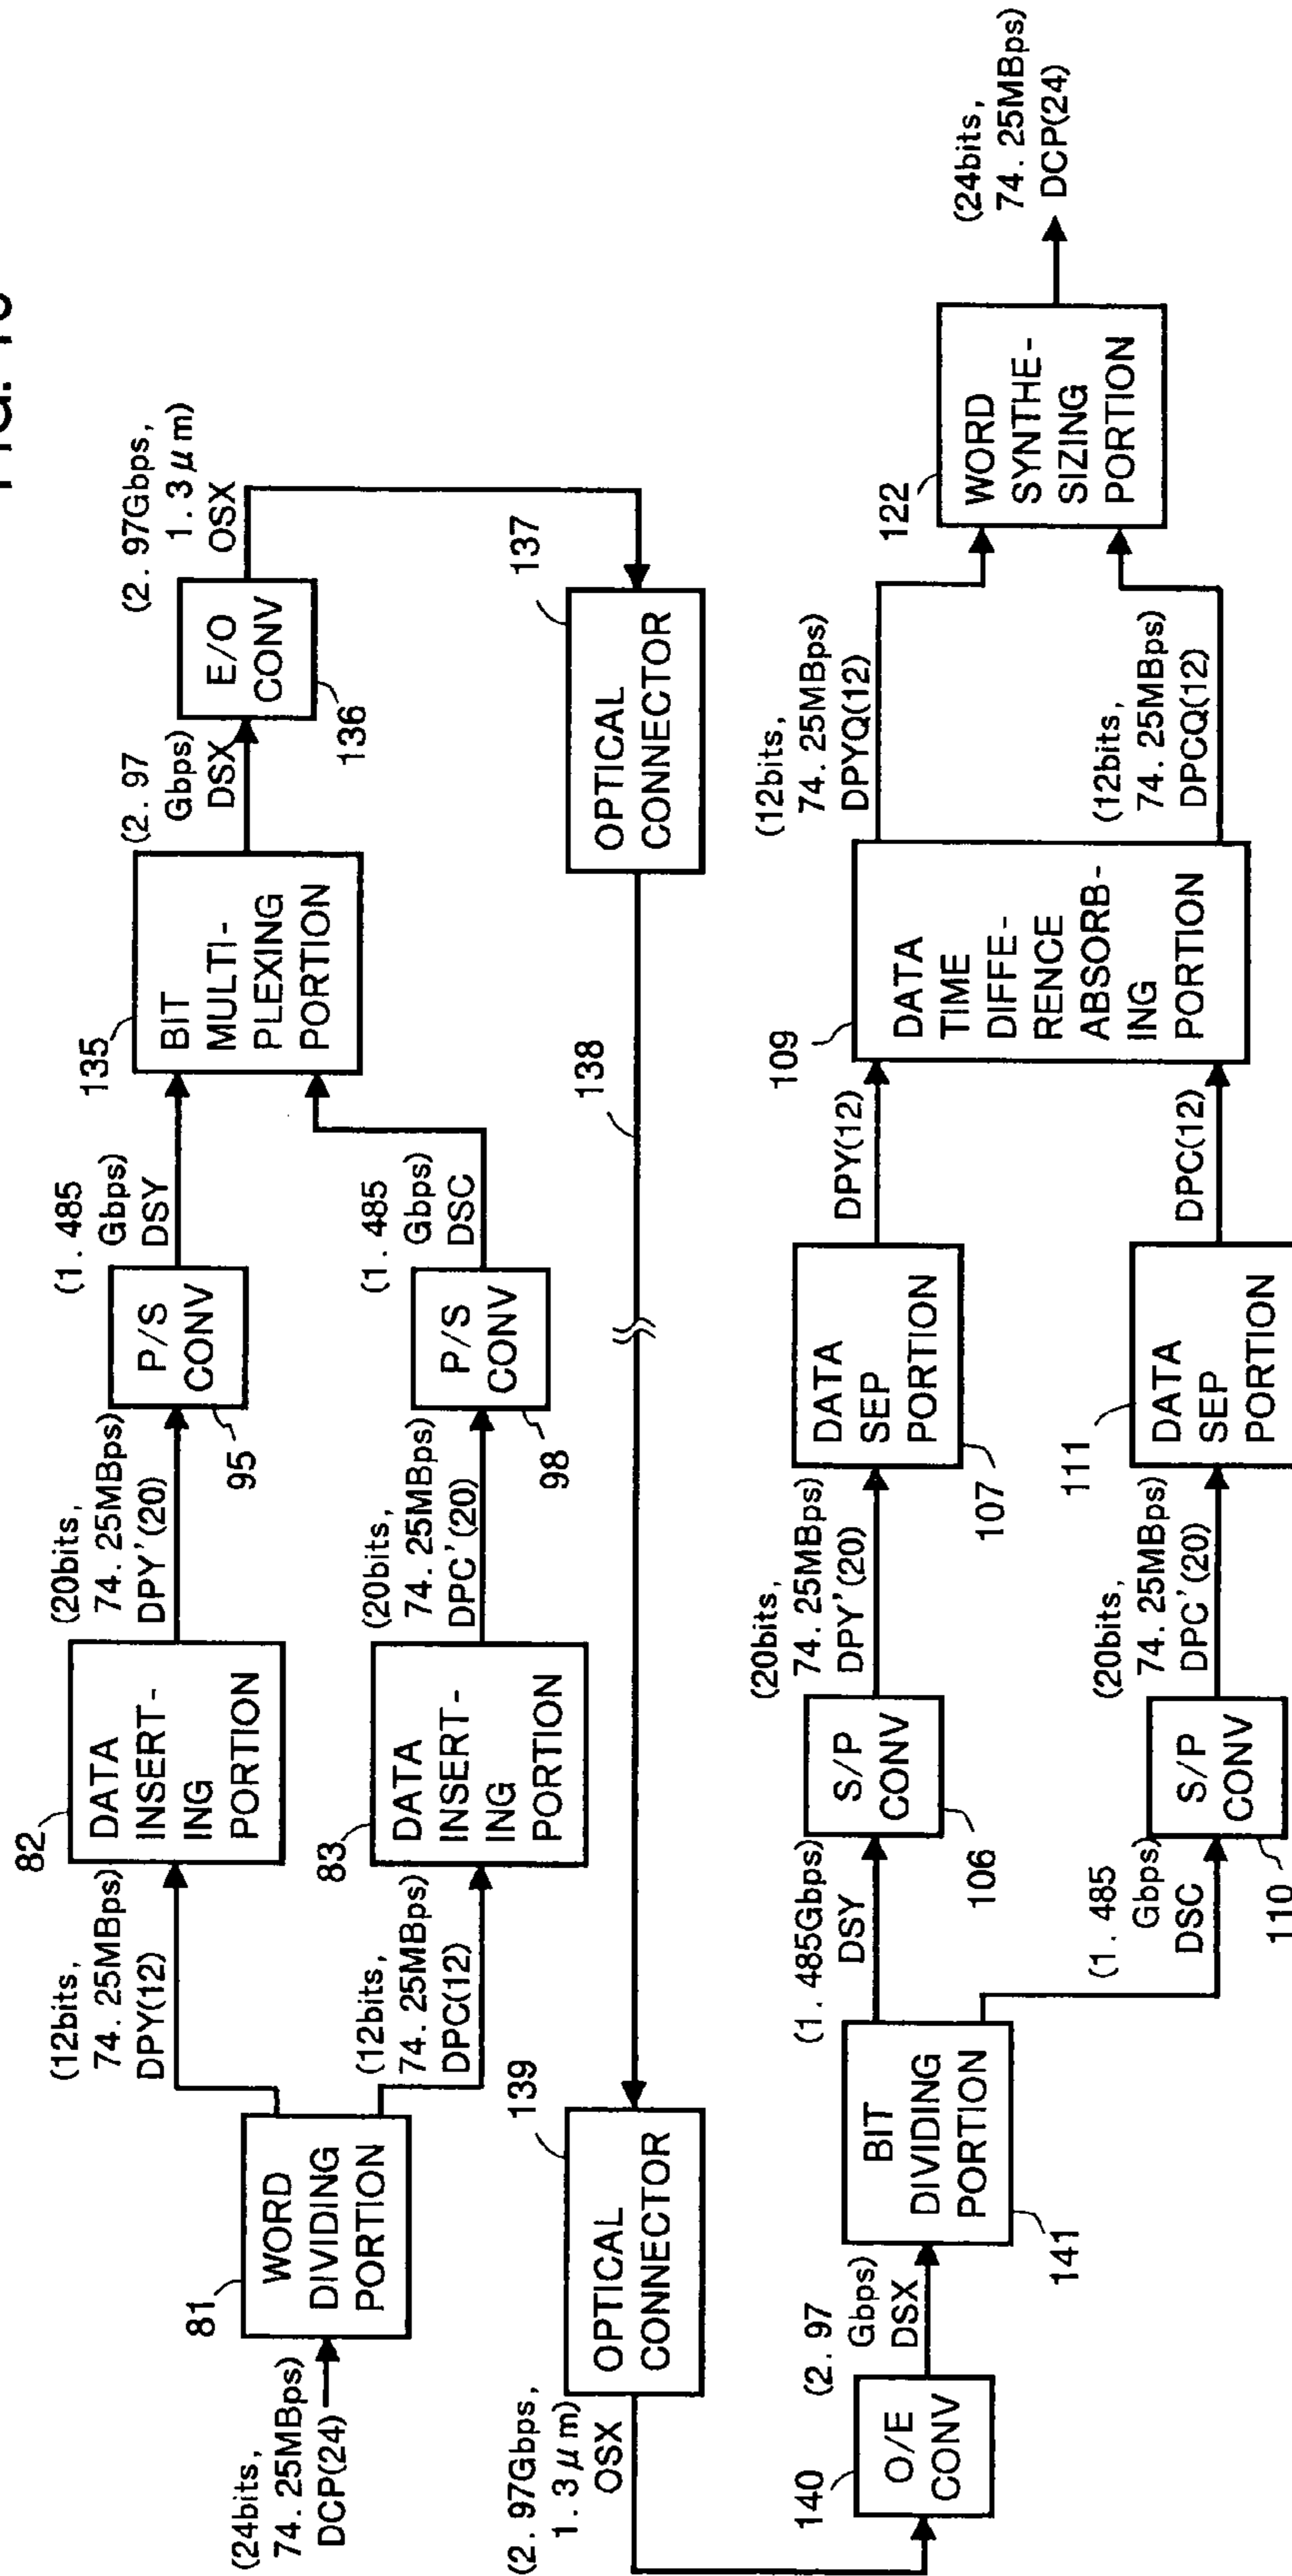 (24bits,
74. 25MBps)
DCP(24)
81
WORD
DIVIDING
PORTION
(12bits,
74. 25MBps)
DPY(12)
82
DATA
INSERT-
ING
PORTION
(20bits,
74. 25MBps)
DPY'(20)
P/S
CONV
95
(1. 485
Gbps)
DSY
(12bits,
74. 25MBps)
DPC(12)
83
DATA
INSERT-
ING
PORTION
(20bits,
74. 25MBps)
DPC'(20)
P/S
CONV
98
(1. 485
Gbps)
DSC
135
BIT
MULTI-
PLEXING
PORTION
(2. 97
Gbps)
DSX
E/O
CONV
136
(2. 97Gbps,
1. 3μm)
OSX
137
OPTICAL
CONNECTOR
138
139
OPTICAL
CONNECTOR
(2. 97Gbps,
1. 3μm)
OSX
140
O/E
CONV
(2. 97
Gbps)
DSX
BIT
DIVIDING
PORTION
141
(1. 485Gbps)
DSY
S/P
CONV
106
(20bits,
74. 25MBps)
DPY'(20)
DATA
SEP
PORTION
107
DPY(12)
(1. 485
Gbps)
DSC
S/P
CONV
110
(20bits,
74. 25MBps)
DPC'(20)
111
DATA
SEP
PORTION
DPC(12)
109
DATA
TIME
DIFFE-
RENCE
ABSORB-
ING
PORTION
(12bits,
74. 25MBps)
DPYQ(12)
(12bits,
74. 25MBps)
DPCQ(12)
122
WORD
SYNTHE-
SIZING
PORTION
(24bits,
74. 25MBps)
DCP(24)